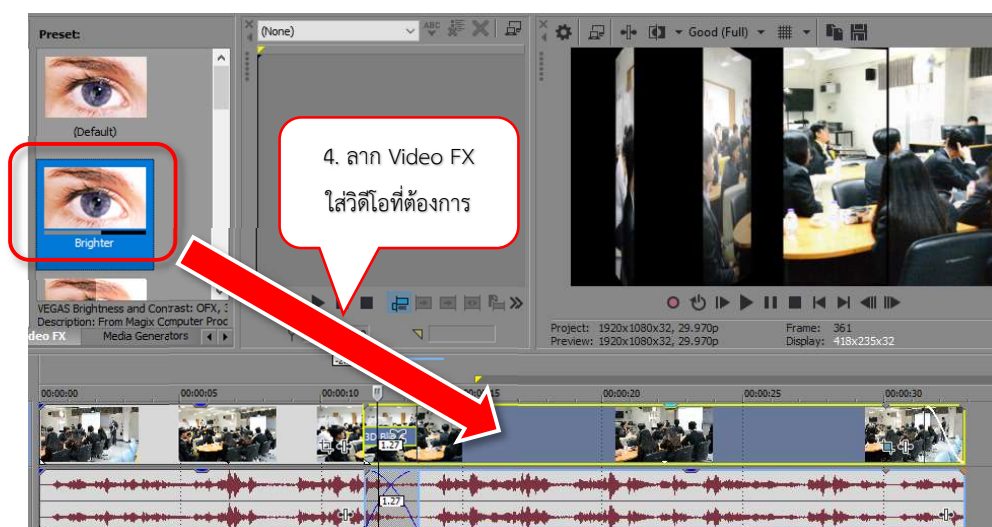 Preset:
(None)
ABC
Good (Full)
(Default)
4. ลาก Video FX
ใส่วิดีโอที่ต้องการ
Brighter
VEGAS Brightness and Contrast: OFX,
Description: From Magix Computer Proc
deo FX
Media Generators
Project: 1920x1080x32, 29.970p
Frame: 361
Preview: 1920x1080x32, 29.970p
Display: 418x235x32
00:00:00
00:00:05
00:00:10
00:00:20
00:00:25
00:00:30
1.27
1.27